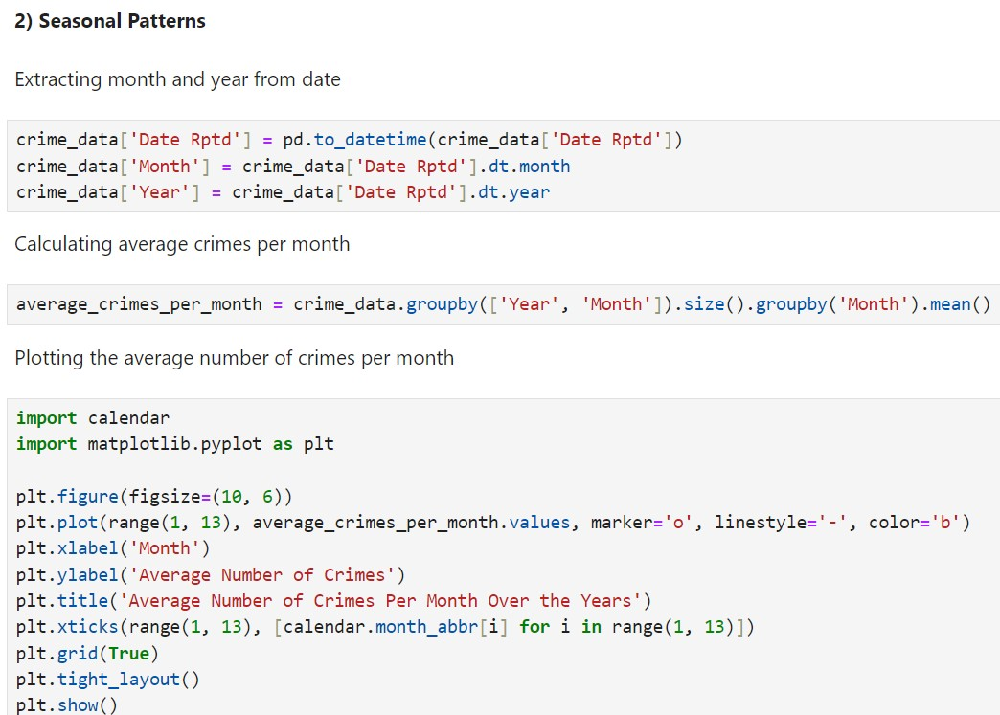 2) Seasonal Patterns
Extracting month and year from date
crime_data['Date Rptd'] = pd.to_datetime(crime_data['Date Rptd'])
crime_data['Month'] = crime_data['Date Rptd'].dt.month
crime_data['Year'] = crime_data['Date Rptd'].dt.year
Calculating average crimes per month
average_crimes_per_month = crime_data.groupby(['Year', 'Month']).size().groupby('Month').mean()
Plotting the average number of crimes per month
import calendar
import matplotlib.pyplot as plt
plt.figure(figsize=(10, 6))
plt.plot(range(1, 13), average_crimes_per_month.values, marker='o', linestyle='-', color='b')
plt.xlabel('Month')
plt.ylabel('Average Number of Crimes')
plt.title('Average Number of Crimes Per Month Over the Years')
plt.xticks(range(1, 13), [calendar.month_abbr[i] for i in range(1, 13)])
plt.grid(True)
plt.tight_layout()
plt.show()